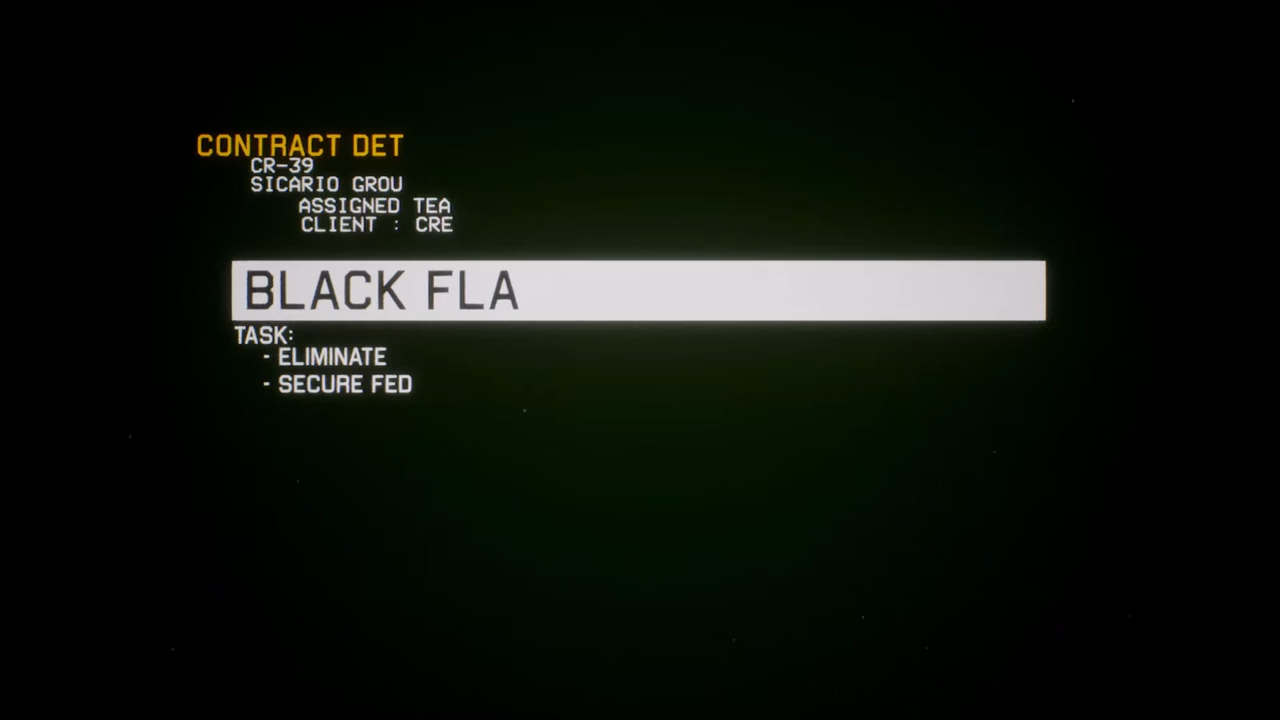 CONTRACT DET
CR-39
SICARIO GROU
ASSIGNED TEA
CLIENT : CRE
BLACK FLA
TASK:
- ELIMINATE
- SECURE FED